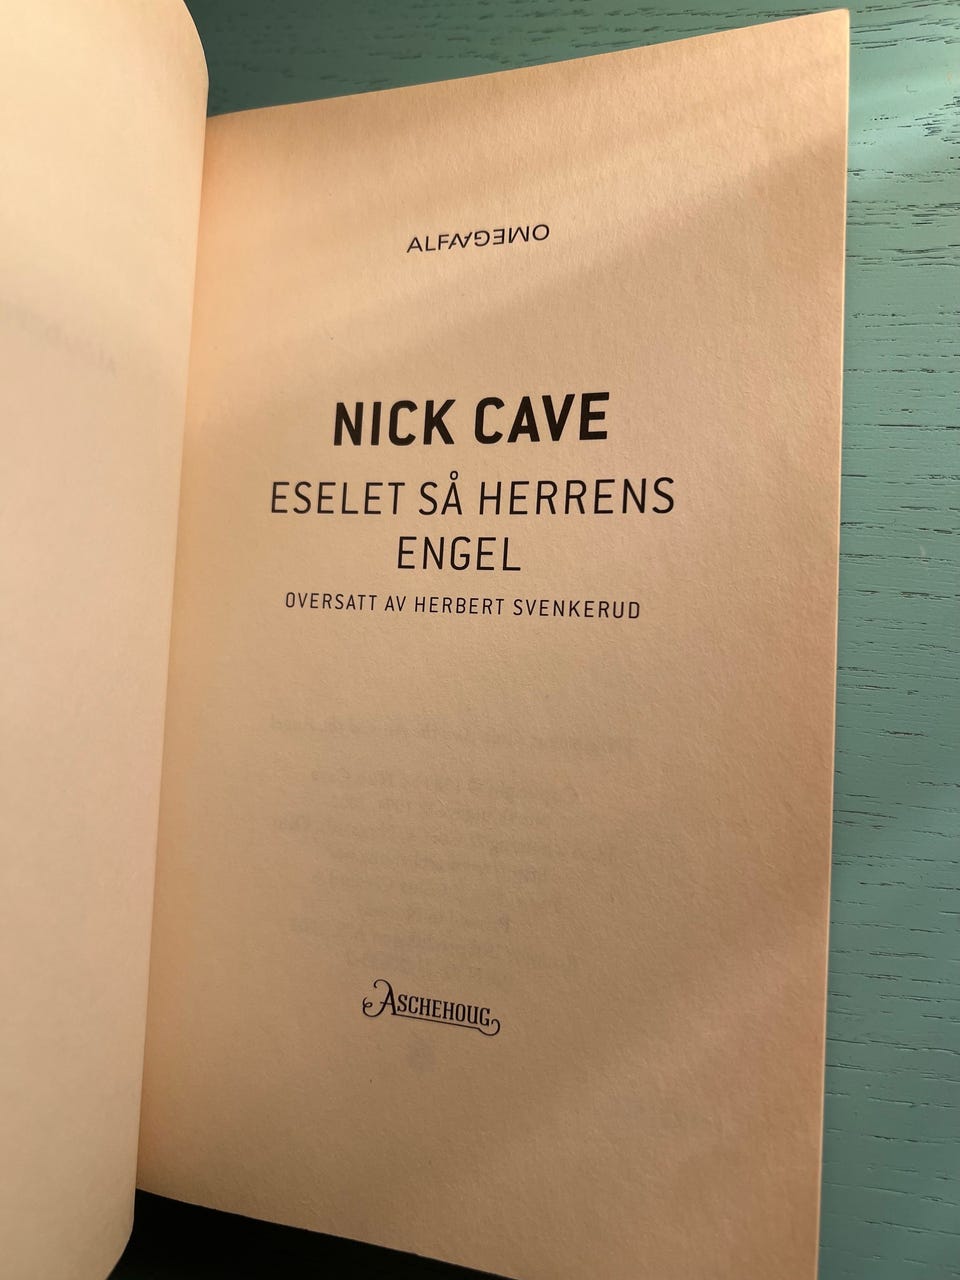 ALFA OMEGA
NICK CAVE
ESELET SÅ HERRENS
ENGEL
OVERSATT AV HERBERT SVENKERUD
ASCHEHOUG